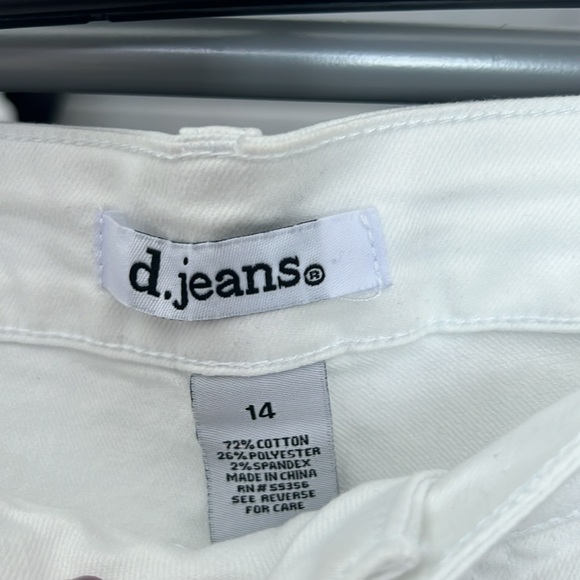 d.jeans®
14
72% COTTON
26% POLYESTER
2% SPANDEX
MADE IN CHINA
RN# 55356
SEE REVERSE
FOR CARE